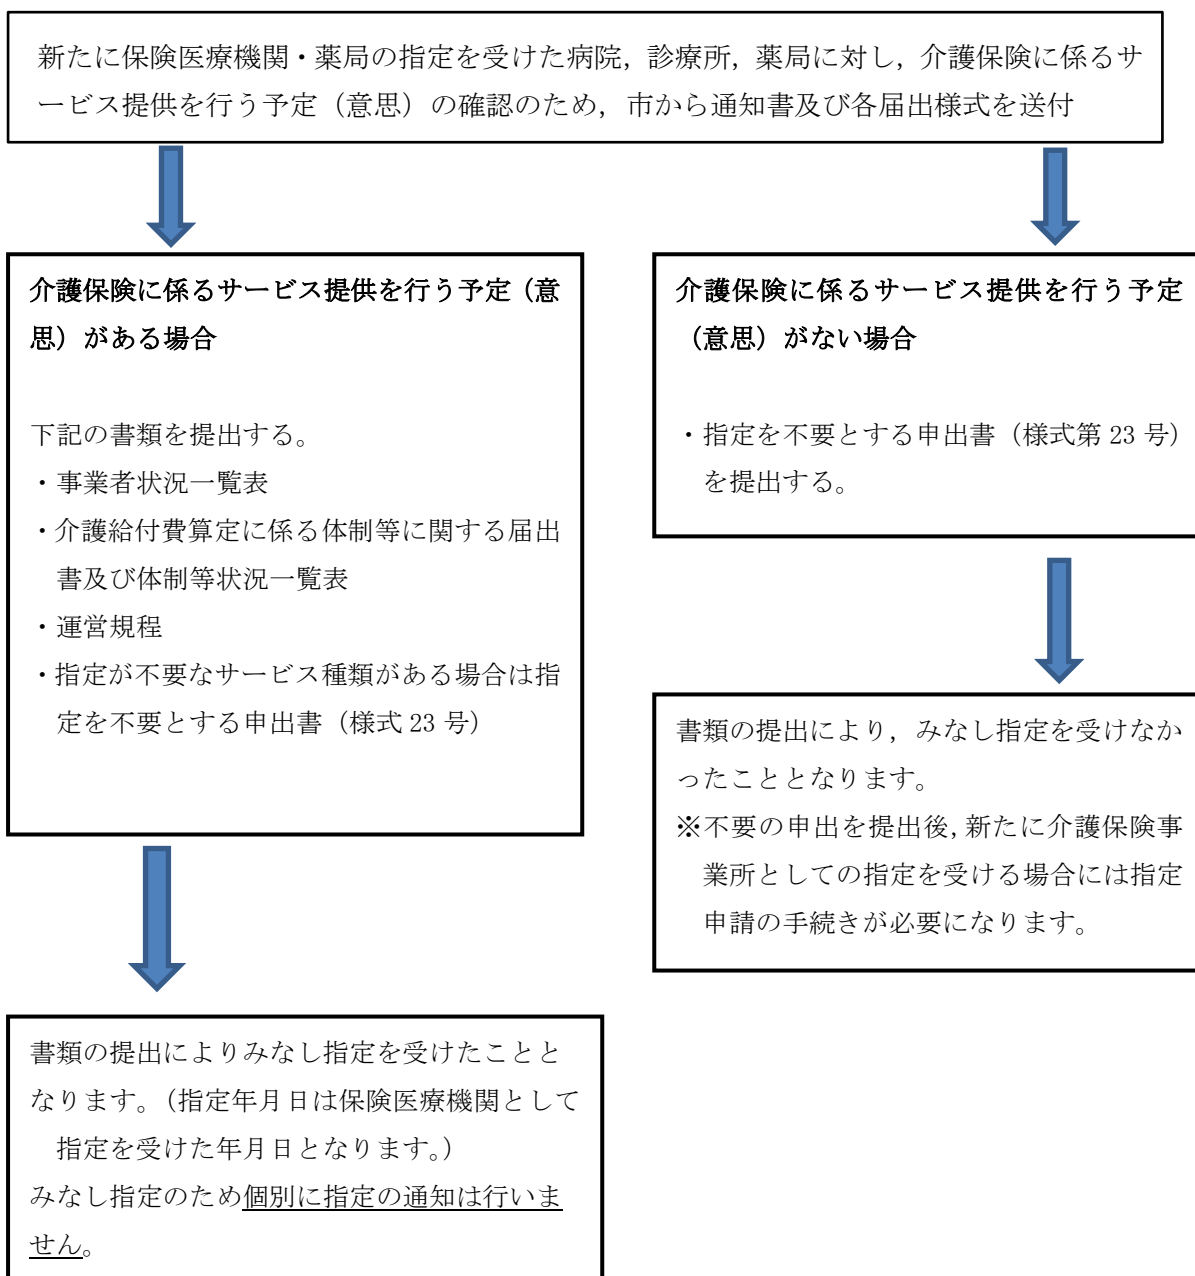 新たに保険医療機関・薬局の指定を受けた病院，診療所，薬局に対し，介護保険に係るサ
ービス提供を行う予定（意思）の確認のため，市から通知書及び各届出様式を送付
介護保険に係るサービス提供を行う予定（意
思）がある場合
下記の書類を提出する。
・事業者状況一覧表
・介護給付費算定に係る体制等に関する届出
書及び体制等状況一覧表
・運営規程
・指定が不要なサービス種類がある場合は指
定を不要とする申出書（様式 23 号）
書類の提出によりみなし指定を受けたことと
なります。（指定年月日は保険医療機関として
指定を受けた年月日となります。）
みなし指定のため個別に指定の通知は行いま
せん。
介護保険に係るサービス提供を行う予定
（意思）がない場合
・指定を不要とする申出書（様式第 23 号）
を提出する。
書類の提出により，みなし指定を受けなか
ったこととなります。
※不要の申出を提出後，新たに介護保険事
業所としての指定を受ける場合には指定
申請の手続きが必要になります。